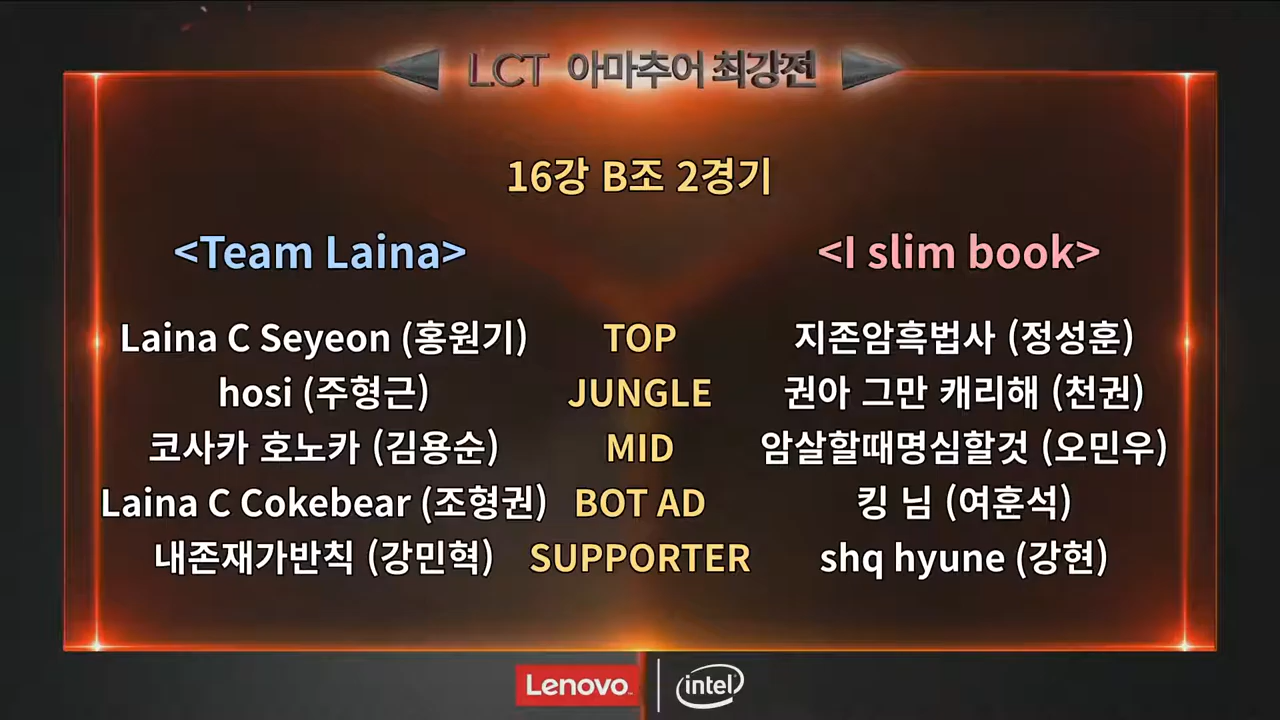 LCT 아마추어 최강전
16강 B조 2경기
<Team Laina> <I slim book>
Laina C Seyeon (홍원기) TOP 지존암흑법사 (정성훈)
hosi (주형근) JUNGLE 권아 그만 캐리해 (천권)
코사카 호노카 (김용순) MID 암살할때명심할것 (오민우)
Laina C Cokebear (조형권) BOT AD 킹 님 (여훈석)
내존재가반칙 (강민혁) SUPPORTER shq hyune (강현)
Lenovo intel